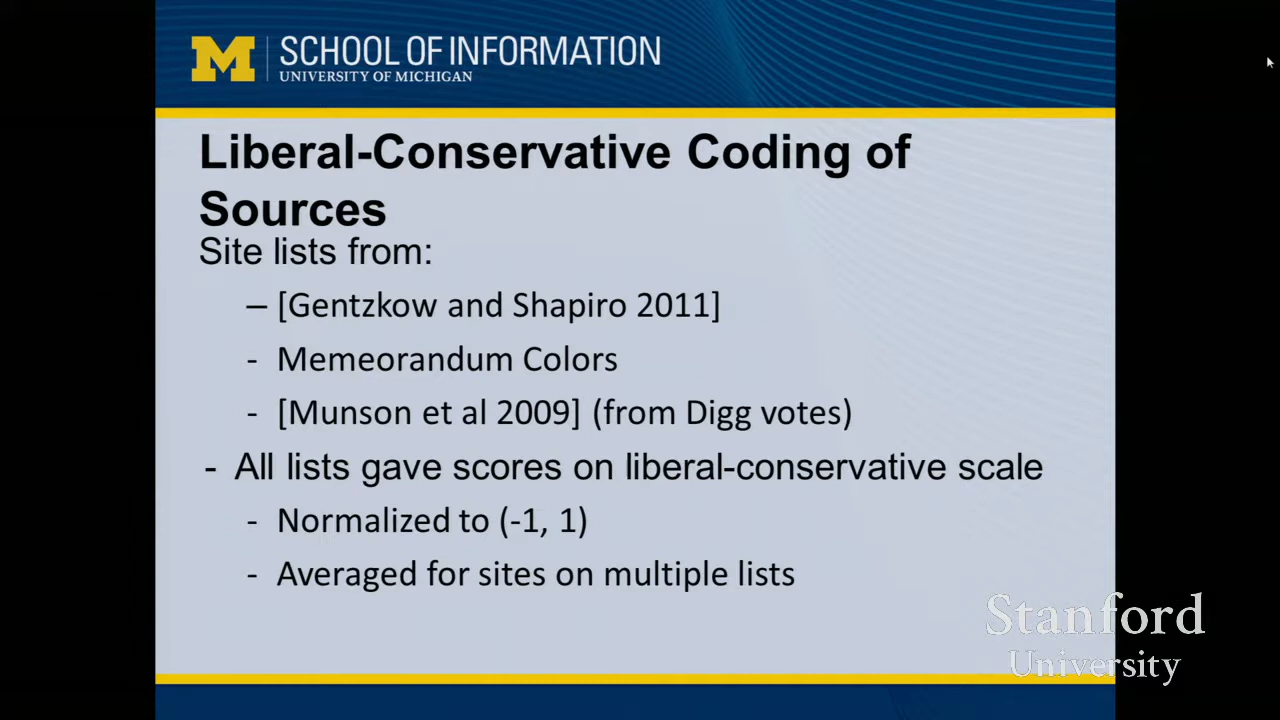 M
SCHOOL OF INFORMATION
UNIVERSITY OF MICHIGAN
Liberal-Conservative Coding of
Sources
Site lists from:
– [Gentzkow and Shapiro 2011]
- Memeorandum Colors
- [Munson et al 2009] (from Digg votes)
- All lists gave scores on liberal-conservative scale
- Normalized to (-1, 1)
- Averaged for sites on multiple lists
Stanford
University